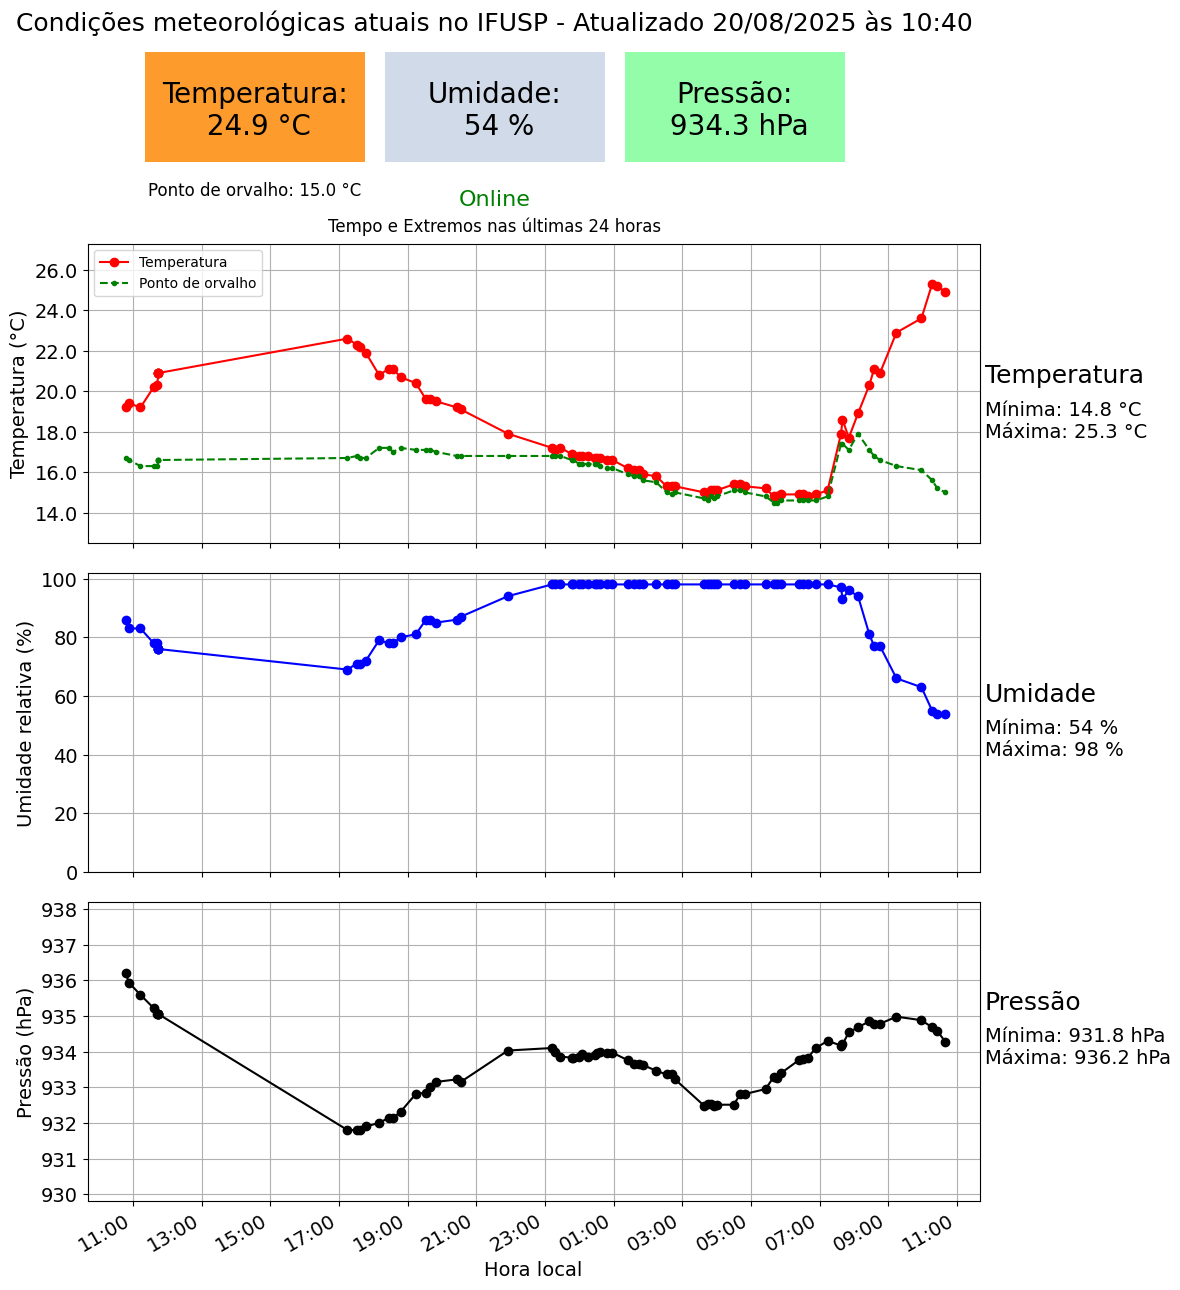 Condições meteorológicas atuais no IFUSP - Atualizado 20/08/2025 às 10:40
Temperatura:
24.9 °C
Umidade:
54 %
Pressão:
934.3 hPa
Ponto de orvalho: 15.0 °C
Online
Tempo e Extremos nas últimas 24 horas
Temperatura (°C)
26.0
24.0
22.0
20.0
18.0
16.0
14.0
Temperatura
Ponto de orvalho
Temperatura
Mínima: 14.8 °C
Máxima: 25.3 °C
Umidade relativa (%)
100
80
60
40
20
0
Umidade
Mínima: 54 %
Máxima: 98 %
Pressão (hPa)
938
937
936
935
934
933
932
931
930
Pressão
Mínima: 931.8 hPa
Máxima: 936.2 hPa
11:00
13:00
15:00
17:00
19:00
21:00
23:00
01:00
03:00
05:00
07:00
09:00
11:00
Hora local